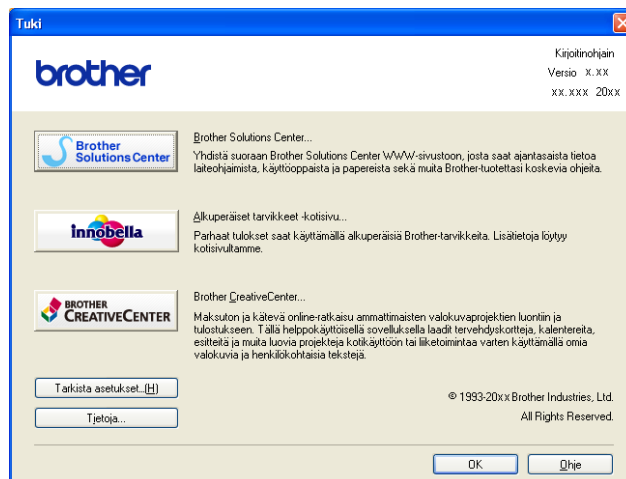 Tuki
brother
Kirjoitinohjain
Versio x.xx
xx.xxx 20xx
Brother
Solutions Center
Brother Solutions Center...
Yhdistä suoraan Brother Solutions Center WWW-sivustoon, josta saat ajantasaista tietoa
laiteohjaimista, käyttöoppaista ja papereista sekä muita Brother-tuotettasi koskevia ohjeita.
innobella
Alkuperäiset tarvikkeet -kotisivu...
Parhaat tulokset saat käyttämällä alkuperäisiä Brother-tarvikkeita. Lisätietoja löytyy
kotisivultamme.
BROTHER
CREATIVECENTER
Brother CreativeCenter...
Maksuton ja kätevä online-ratkaisu ammattimaisten valokuvaprojektien luontiin ja
tulostukseen. Tällä helppokäyttöisellä sovelluksella laadit tervehdyskortteja, kalentereita,
esitteitä ja muita luovia projekteja kotikäyttöön tai liiketoimintaa varten käyttämällä omia
valokuvia ja henkilökohtaisia tekstejä.
Tarkista asetukset...(H)
Tietoja...
© 1993-20xx Brother Industries, Ltd.
All Rights Reserved.
OK
Ohje